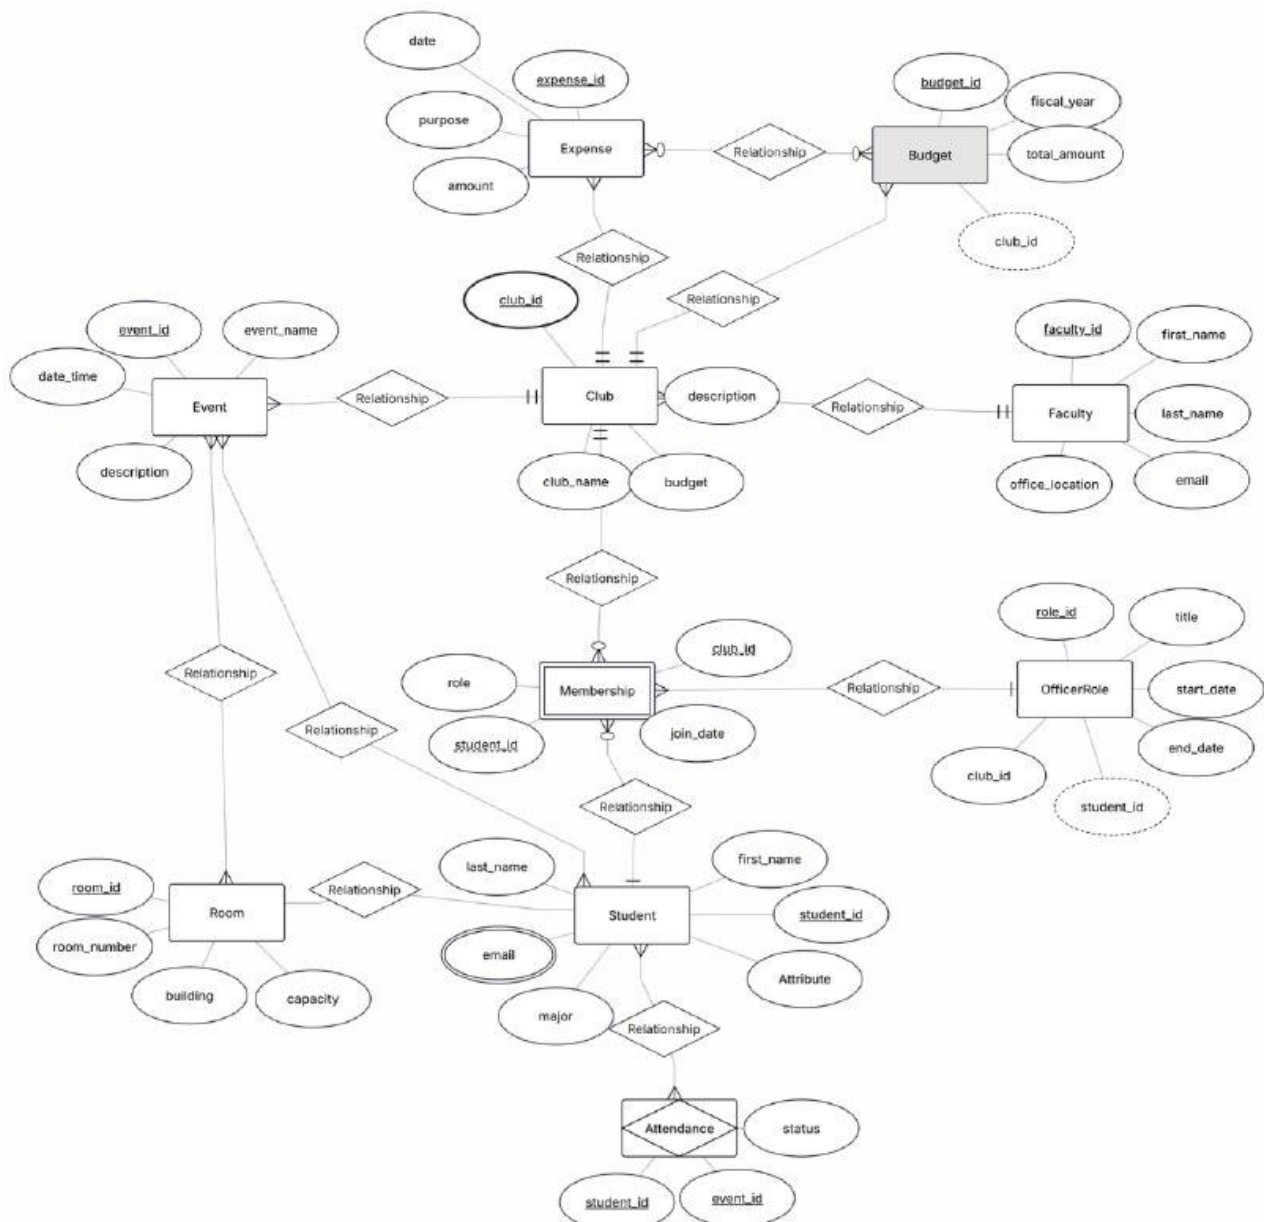 date
expense_id
budget_id
fiscal_year
purpose
Expense
Relationship
Budget
total_amount
amount
club_id
Relationship
club_id
Relationship
event_id
event_name
faculty_id
first_name
date_time
Event
Relationship
Club
description
Relationship
Faculty
last_name
description
club_name
budget
office_location
email
Relationship
role_id
title
Relationship
club_id
role
Membership
Relationship
OfficerRole
start_date
Relationship
student_id
join_date
end_date
club_id
student_id
Relationship
last_name
first_name
room_id
Relationship
Room
Student
student_id
room_number
email
Attribute
building
capacity
major
Relationship
Attendance
status
student_id
event_id